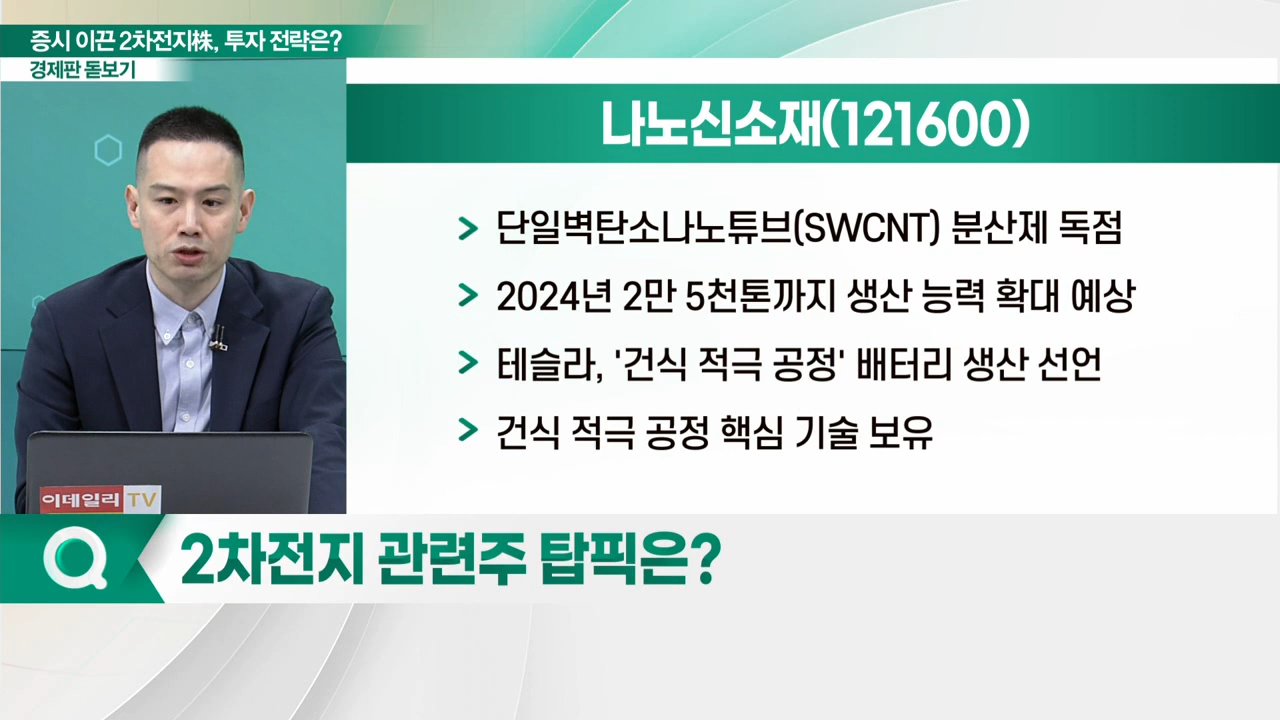 증시 이끈 2차전지株, 투자 전략은?
경제판 돋보기
나노신소재(121600)
> 단일벽탄소나노튜브(SWCNT) 분산제 독점
> 2024년 2만 5천톤까지 생산 능력 확대 예상
> 테슬라, '건식 적극 공정' 배터리 생산 선언
> 건식 적극 공정 핵심 기술 보유
이데일리 TV
Q 2차전지 관련주 탑픽은?